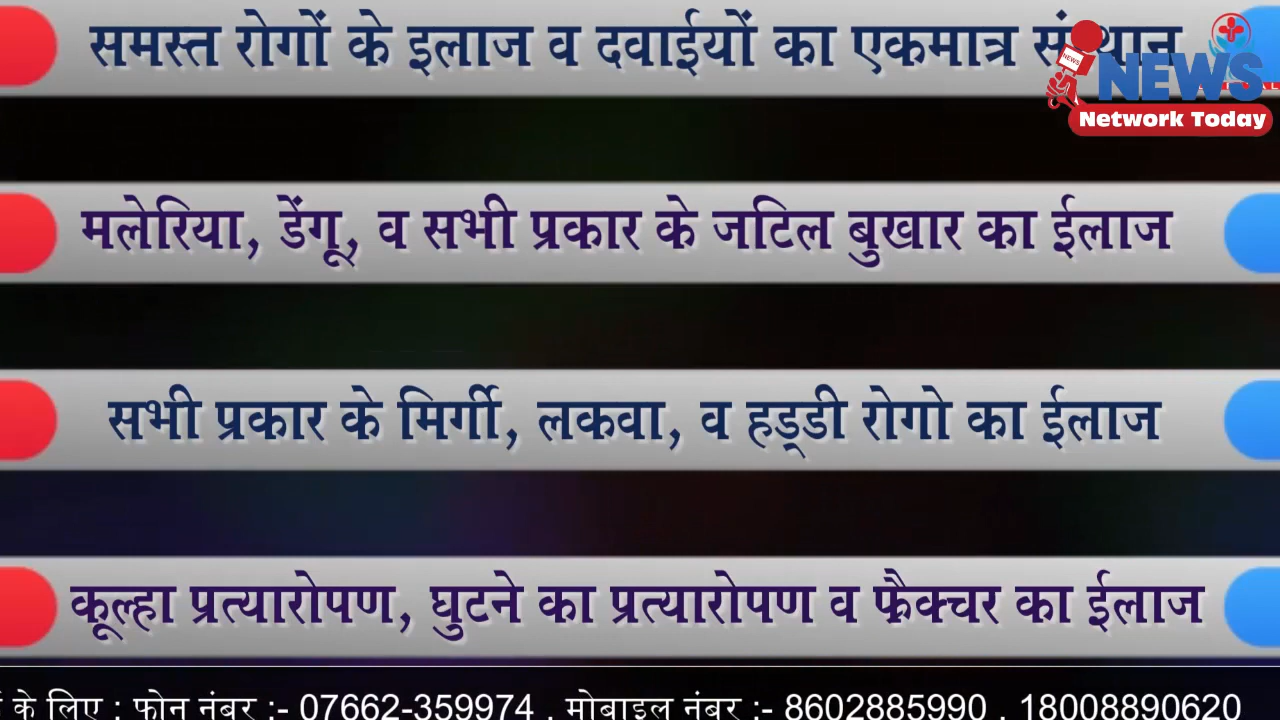 समस्त रोगों के इलाज व दवाईयों का एकमात्र संस्थान
NEWS
NEWS
Network Today
मलेरिया, डेंगू, व सभी प्रकार के जटिल बुखार का ईलाज
सभी प्रकार के मिर्गी, लकवा, व हड्डी रोगो का ईलाज
कूल्हा प्रत्यारोपण, घुटने का प्रत्यारोपण व फ्रैक्चर का ईलाज
के लिए : फोन नंबर :- 07662-359974 , मोबाइल नंबर :- 8602885990 , 18008890620